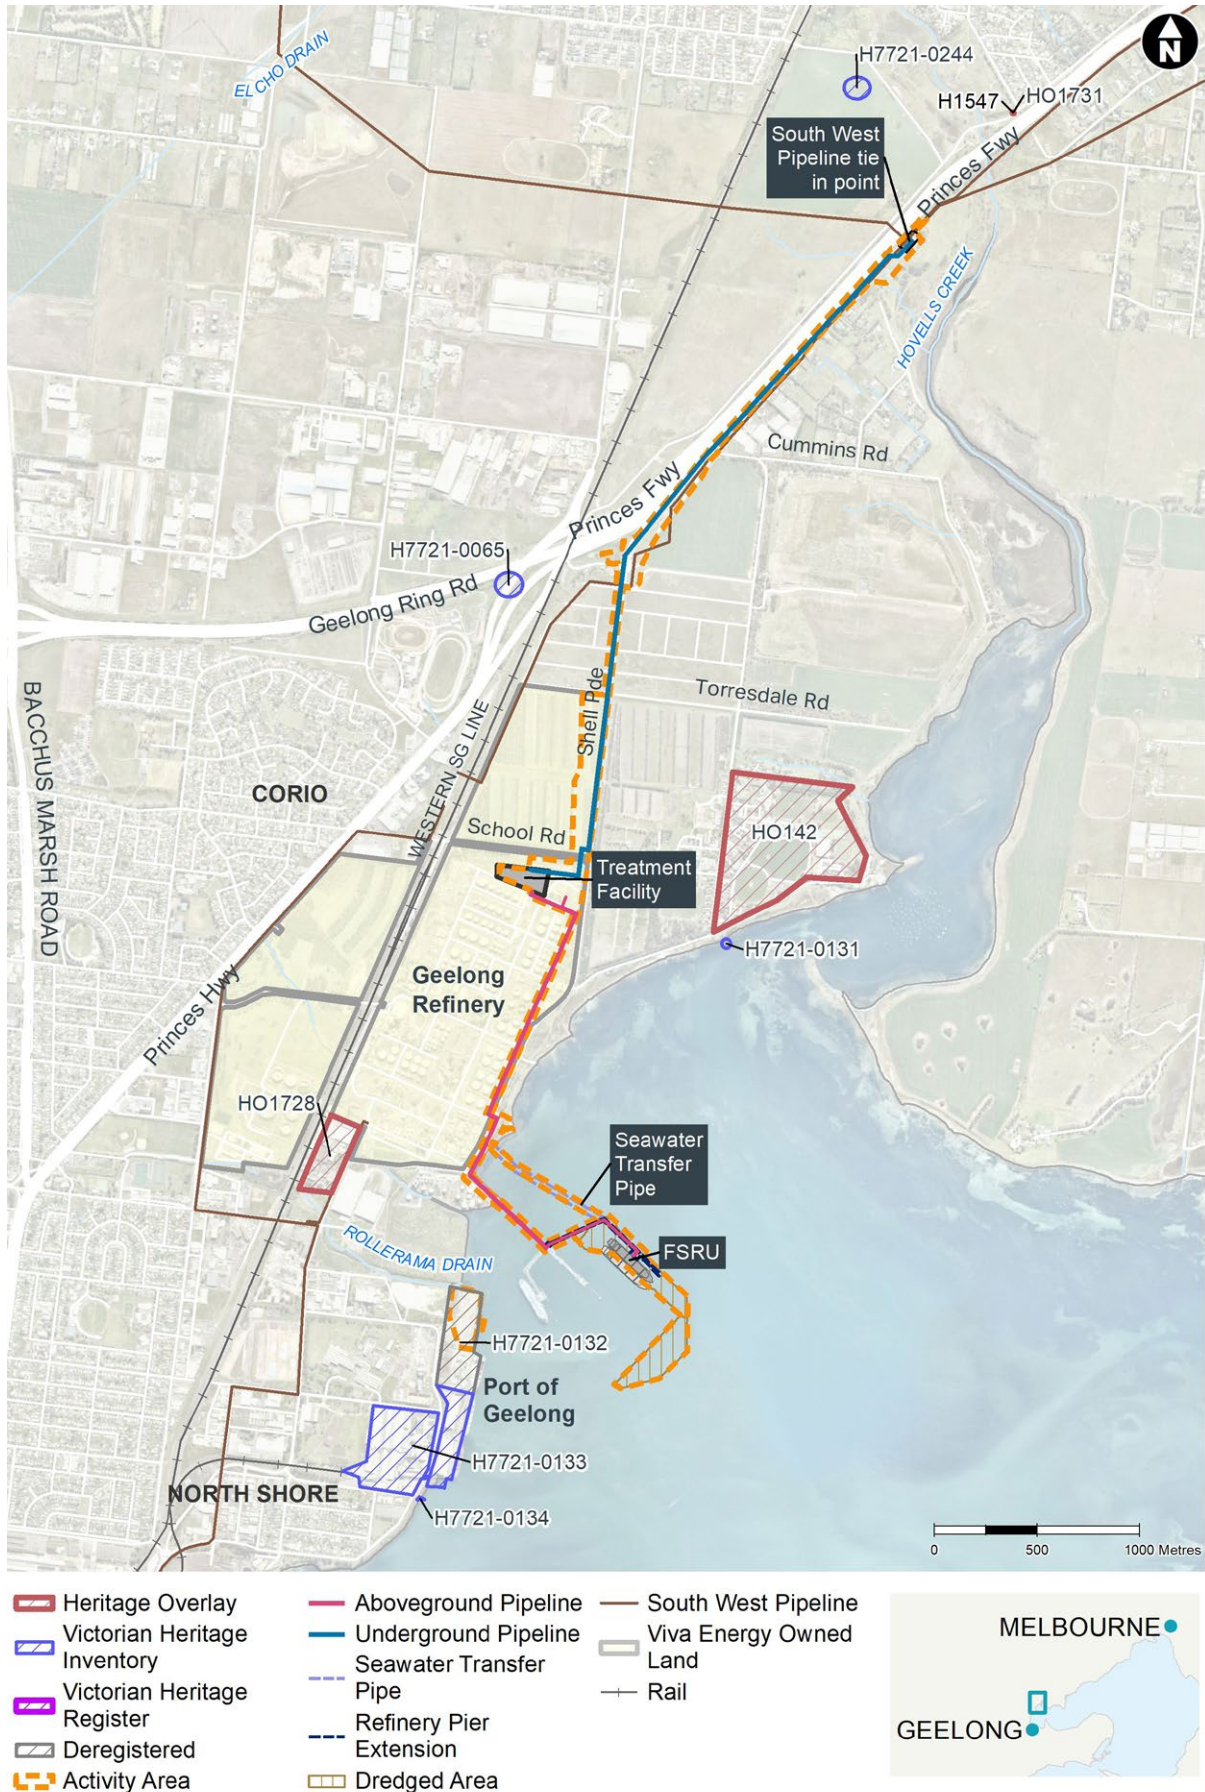 ELCHO DRAIN
H7721-0244
N
H1547
HO1731
South West
Pipeline tie
in point
Princes Fwy
HOVELLS CREEK
Cummins Rd
Princes Fwy
H7721-0065
Geelong Ring Rd
Shell Pde
Torresdale Rd
BACCHUS MARSH ROAD
WESTERN SG LINE
CORIO
School Rd
HO142
Treatment
Facility
H7721-0131
Geelong
Refinery
Princes Hwy
HO1728
Seawater
Transfer
Pipe
ROLLERAMA DRAIN
FSRU
H7721-0132
Port of
Geelong
H7721-0133
NORTH SHORE
H7721-0134
0 500 1000 Metres
Heritage Overlay
Victorian Heritage
Inventory
Victorian Heritage
Register
Deregistered
Activity Area
Aboveground Pipeline
Underground Pipeline
Seawater Transfer
Pipe
Refinery Pier
Extension
Dredged Area
South West Pipeline
Viva Energy Owned
Land
Rail
MELBOURNE
GEELONG